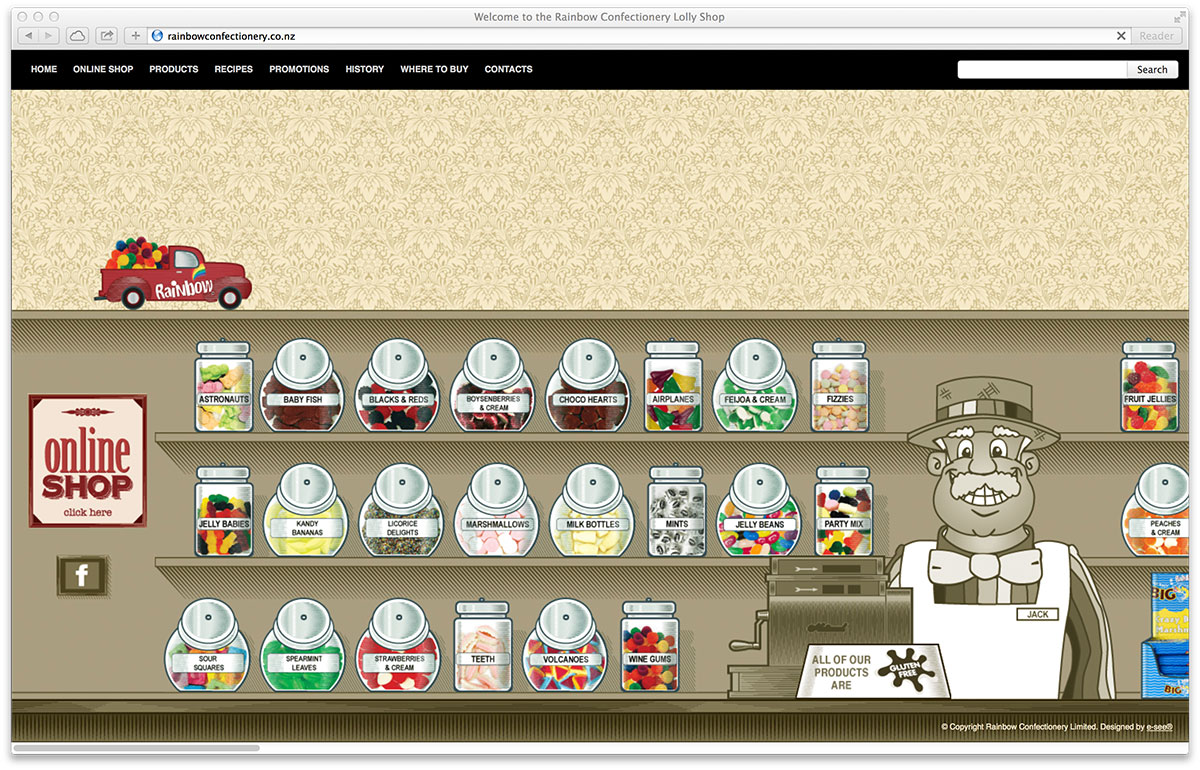 Welcome to the Rainbow Confectionery Lolly Shop
rainbowconfectionery.co.nz
Reader
HOME ONLINE SHOP PRODUCTS RECIPES PROMOTIONS HISTORY WHERE TO BUY CONTACTS
Search
RaiNboW
ASTRONAUTS
BABY FISH
BLACKS & REDS
BOYSENBERRIES
& CREAM
CHOCO HEARTS
AIRPLANES
FEIJOA & CREAM
FIZZIES
FRUIT JELLIES
online
SHOP
click here
JELLY BABIES
KANDY
BANANAS
LICORICE
DELIGHTS
MARSHMALLOWS
MILK BOTTLES
MINTS
JELLY BEANS
PARTY MIX
PEACHES
& CREAM
f
SOUR
SQUARES
SPEARMINT
LEAVES
STRAWBERRIES
& CREAM
TEETH
VOLCANOES
WINE GUMS
JACK
ALL OF OUR
PRODUCTS
ARE
GLUTEN
FREE
BIG
BIG
© Copyright Rainbow Confectionery Limited. Designed by e-see®